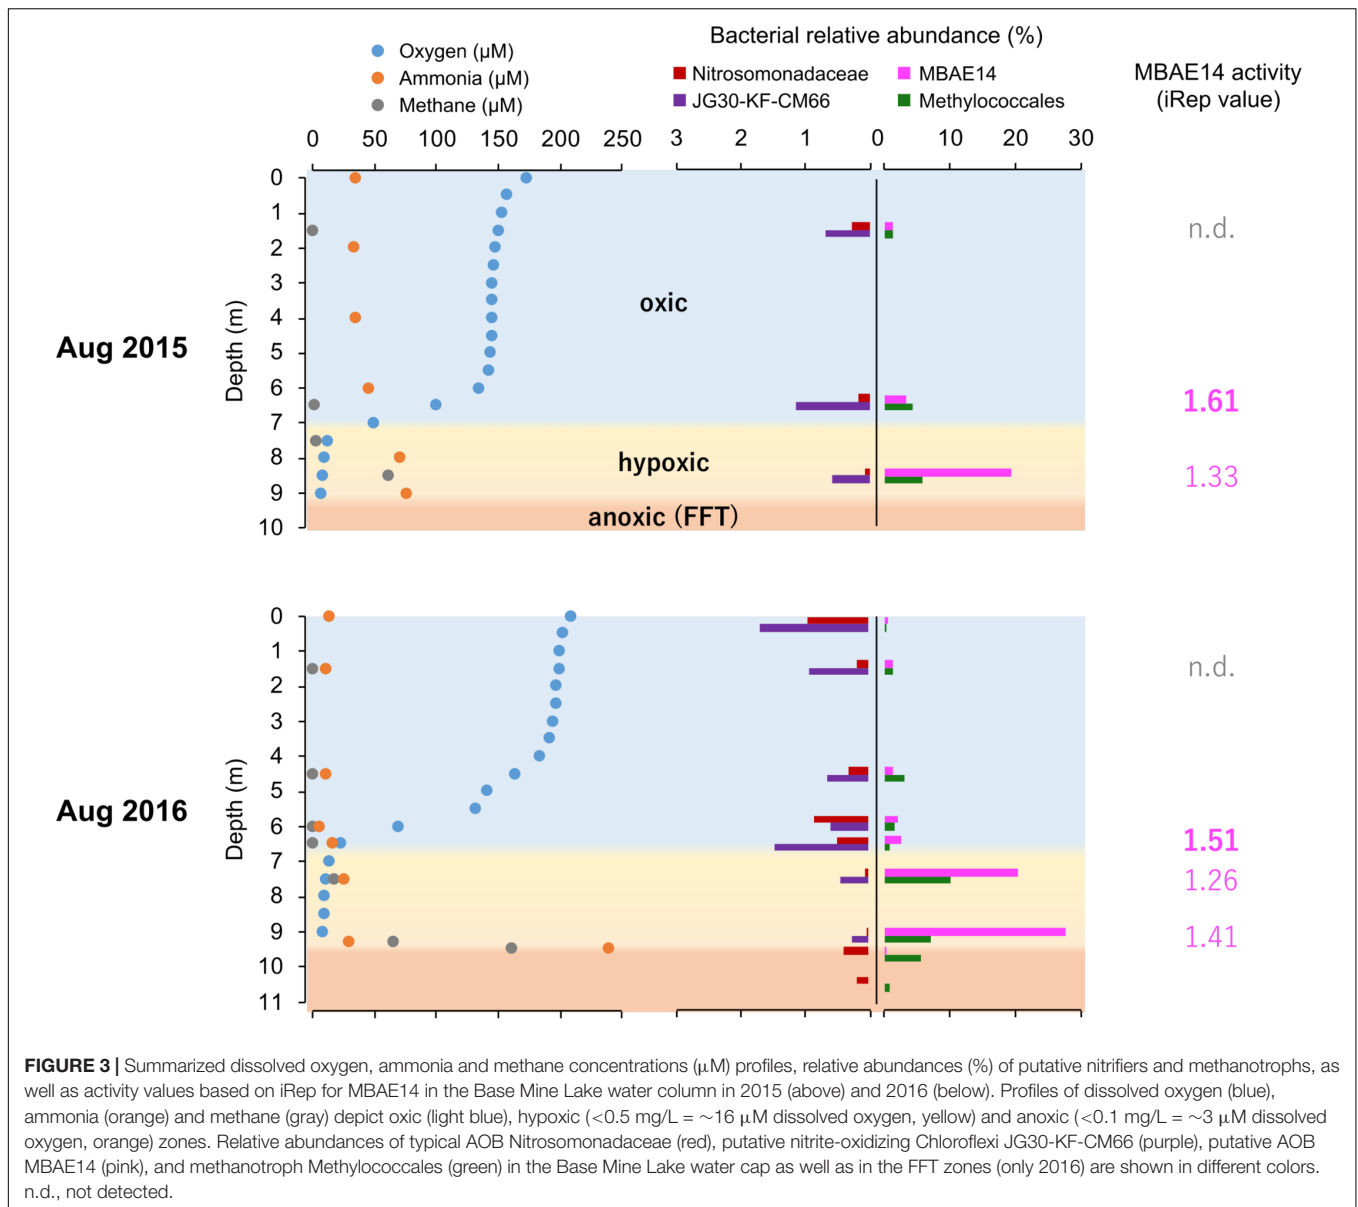 Oxygen (µM)
Ammonia (µM)
Methane (µM)
Bacterial relative abundance (%)
Nitrosomonadaceae
MBAE14
JG30-KF-CM66
Methylococcales
MBAE14 activity
(iRep value)
0 50 100 150 200 250
3 2 1 0 10 20 30
Aug 2015
Depth (m)
0
1
2
3
4
5
6
7
8
9
10
oxic
hypoxic
anoxic (FFT)
n.d.
1.61
1.33
Aug 2016
Depth (m)
0
1
2
3
4
5
6
7
8
9
10
11
n.d.
1.51
1.26
1.41
FIGURE 3 | Summarized dissolved oxygen, ammonia and methane concentrations (µM) profiles, relative abundances (%) of putative nitrifiers and methanotrophs, as
well as activity values based on iRep for MBAE14 in the Base Mine Lake water column in 2015 (above) and 2016 (below). Profiles of dissolved oxygen (blue),
ammonia (orange) and methane (gray) depict oxic (light blue), hypoxic (<0.5 mg/L = ∼16 µM dissolved oxygen, yellow) and anoxic (<0.1 mg/L = ∼3 µM dissolved
oxygen, orange) zones. Relative abundances of typical AOB Nitrosomonadaceae (red), putative nitrite-oxidizing Chloroflexi JG30-KF-CM66 (purple), putative AOB
MBAE14 (pink), and methanotroph Methylococcales (green) in the Base Mine Lake water cap as well as in the FFT zones (only 2016) are shown in different colors.
n.d., not detected.